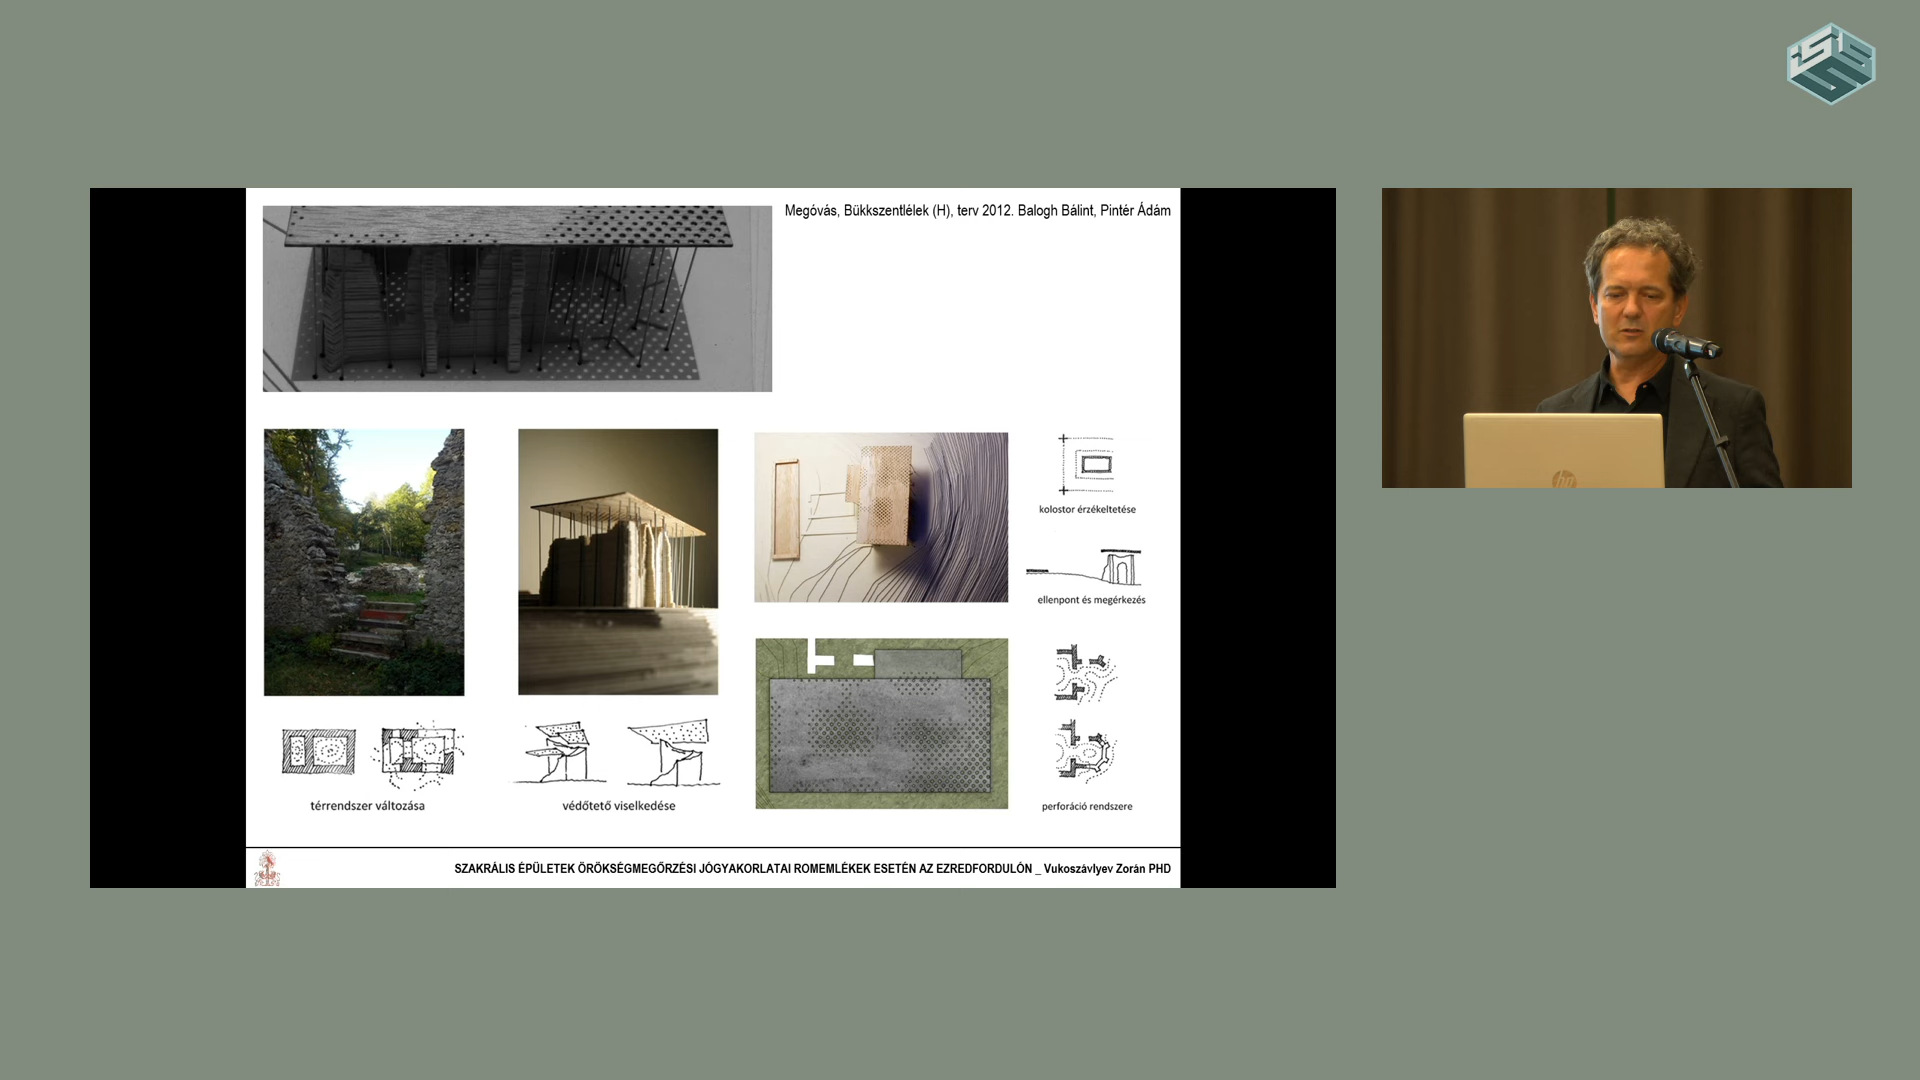 Megóvás, Bükkszentlélek (H), terv 2012. Balogh Bálint, Pintér Ádám
kolostor érzékeltetése
ellenpont és megérkezés
térrendszer változása
védőtető viselkedése
perforáció rendszere
SZAKRÁLIS ÉPÜLETEK ÖRÖKSÉGMEGŐRZÉSI JÓGYAKORLATAI ROMEMLÉKEK ESETÉN AZ EZREDFORDULÓN _ Vukoszávlyev Zorán PHD
hp